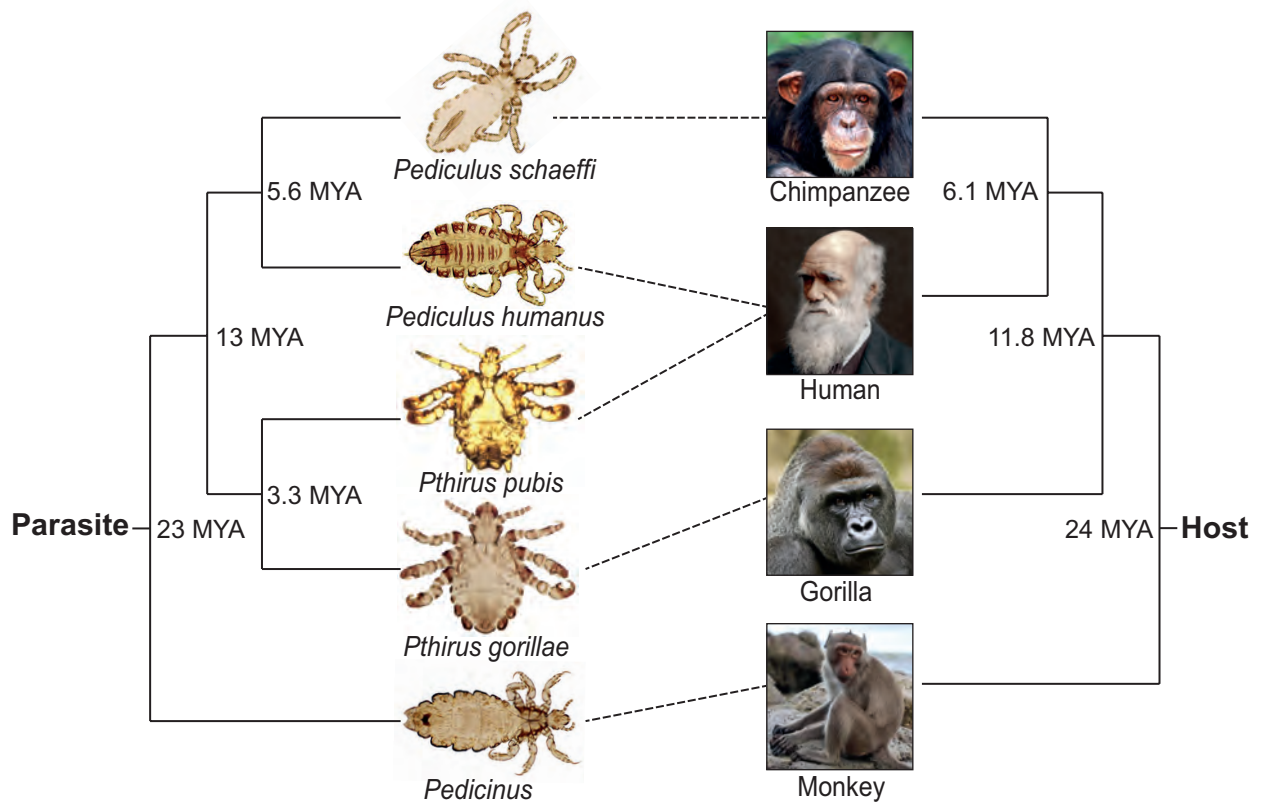 Pediculus schaeffi
Chimpanzee
5.6 MYA
6.1 MYA
Pediculus humanus
13 MYA
11.8 MYA
Human
Pthirus pubis
3.3 MYA
Parasite
23 MYA
24 MYA
Host
Gorilla
Pthirus gorillae
Pedicinus
Monkey